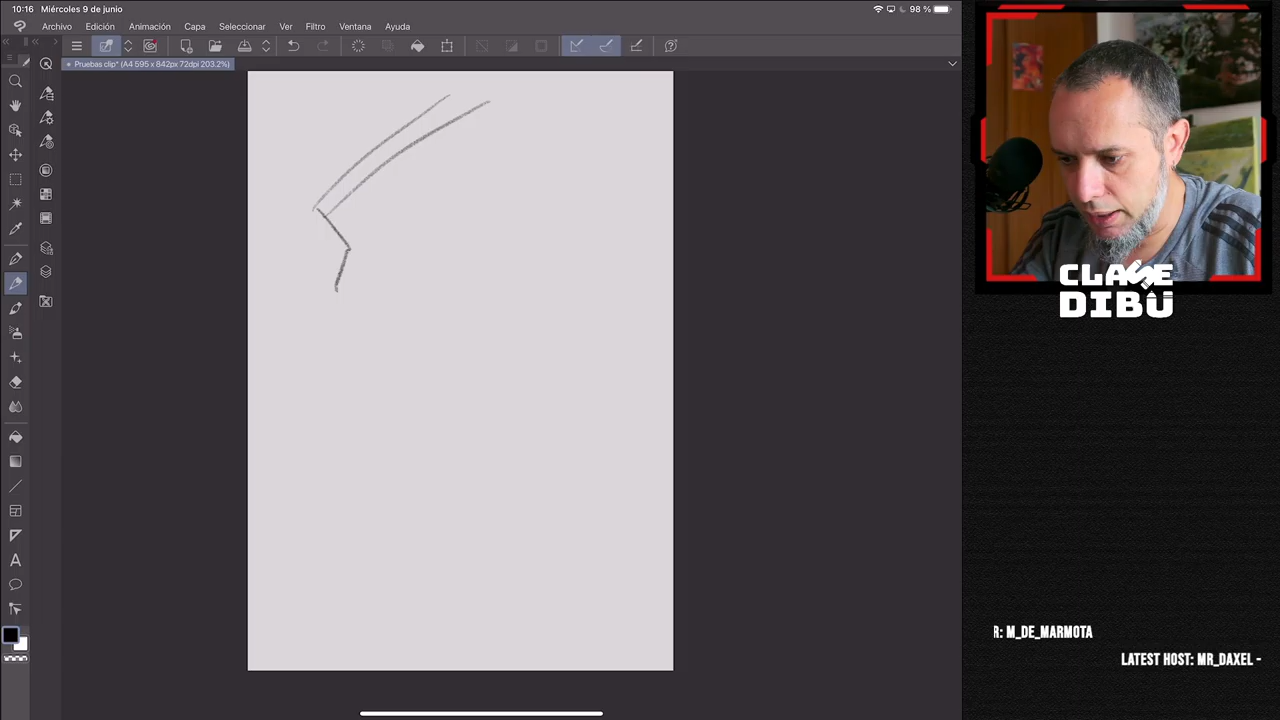 10:16 Miércoles 9 de junio 98 %
Archivo Edición Animación Capa Seleccionar Ver Filtro Ventana Ayuda
Pruebas clip* (A4 595 x 842px 72dpi 203.2%)
A
CLASE
DIBU
R: M_DE_MARMOTA
LATEST HOST: MR_DAXEL -